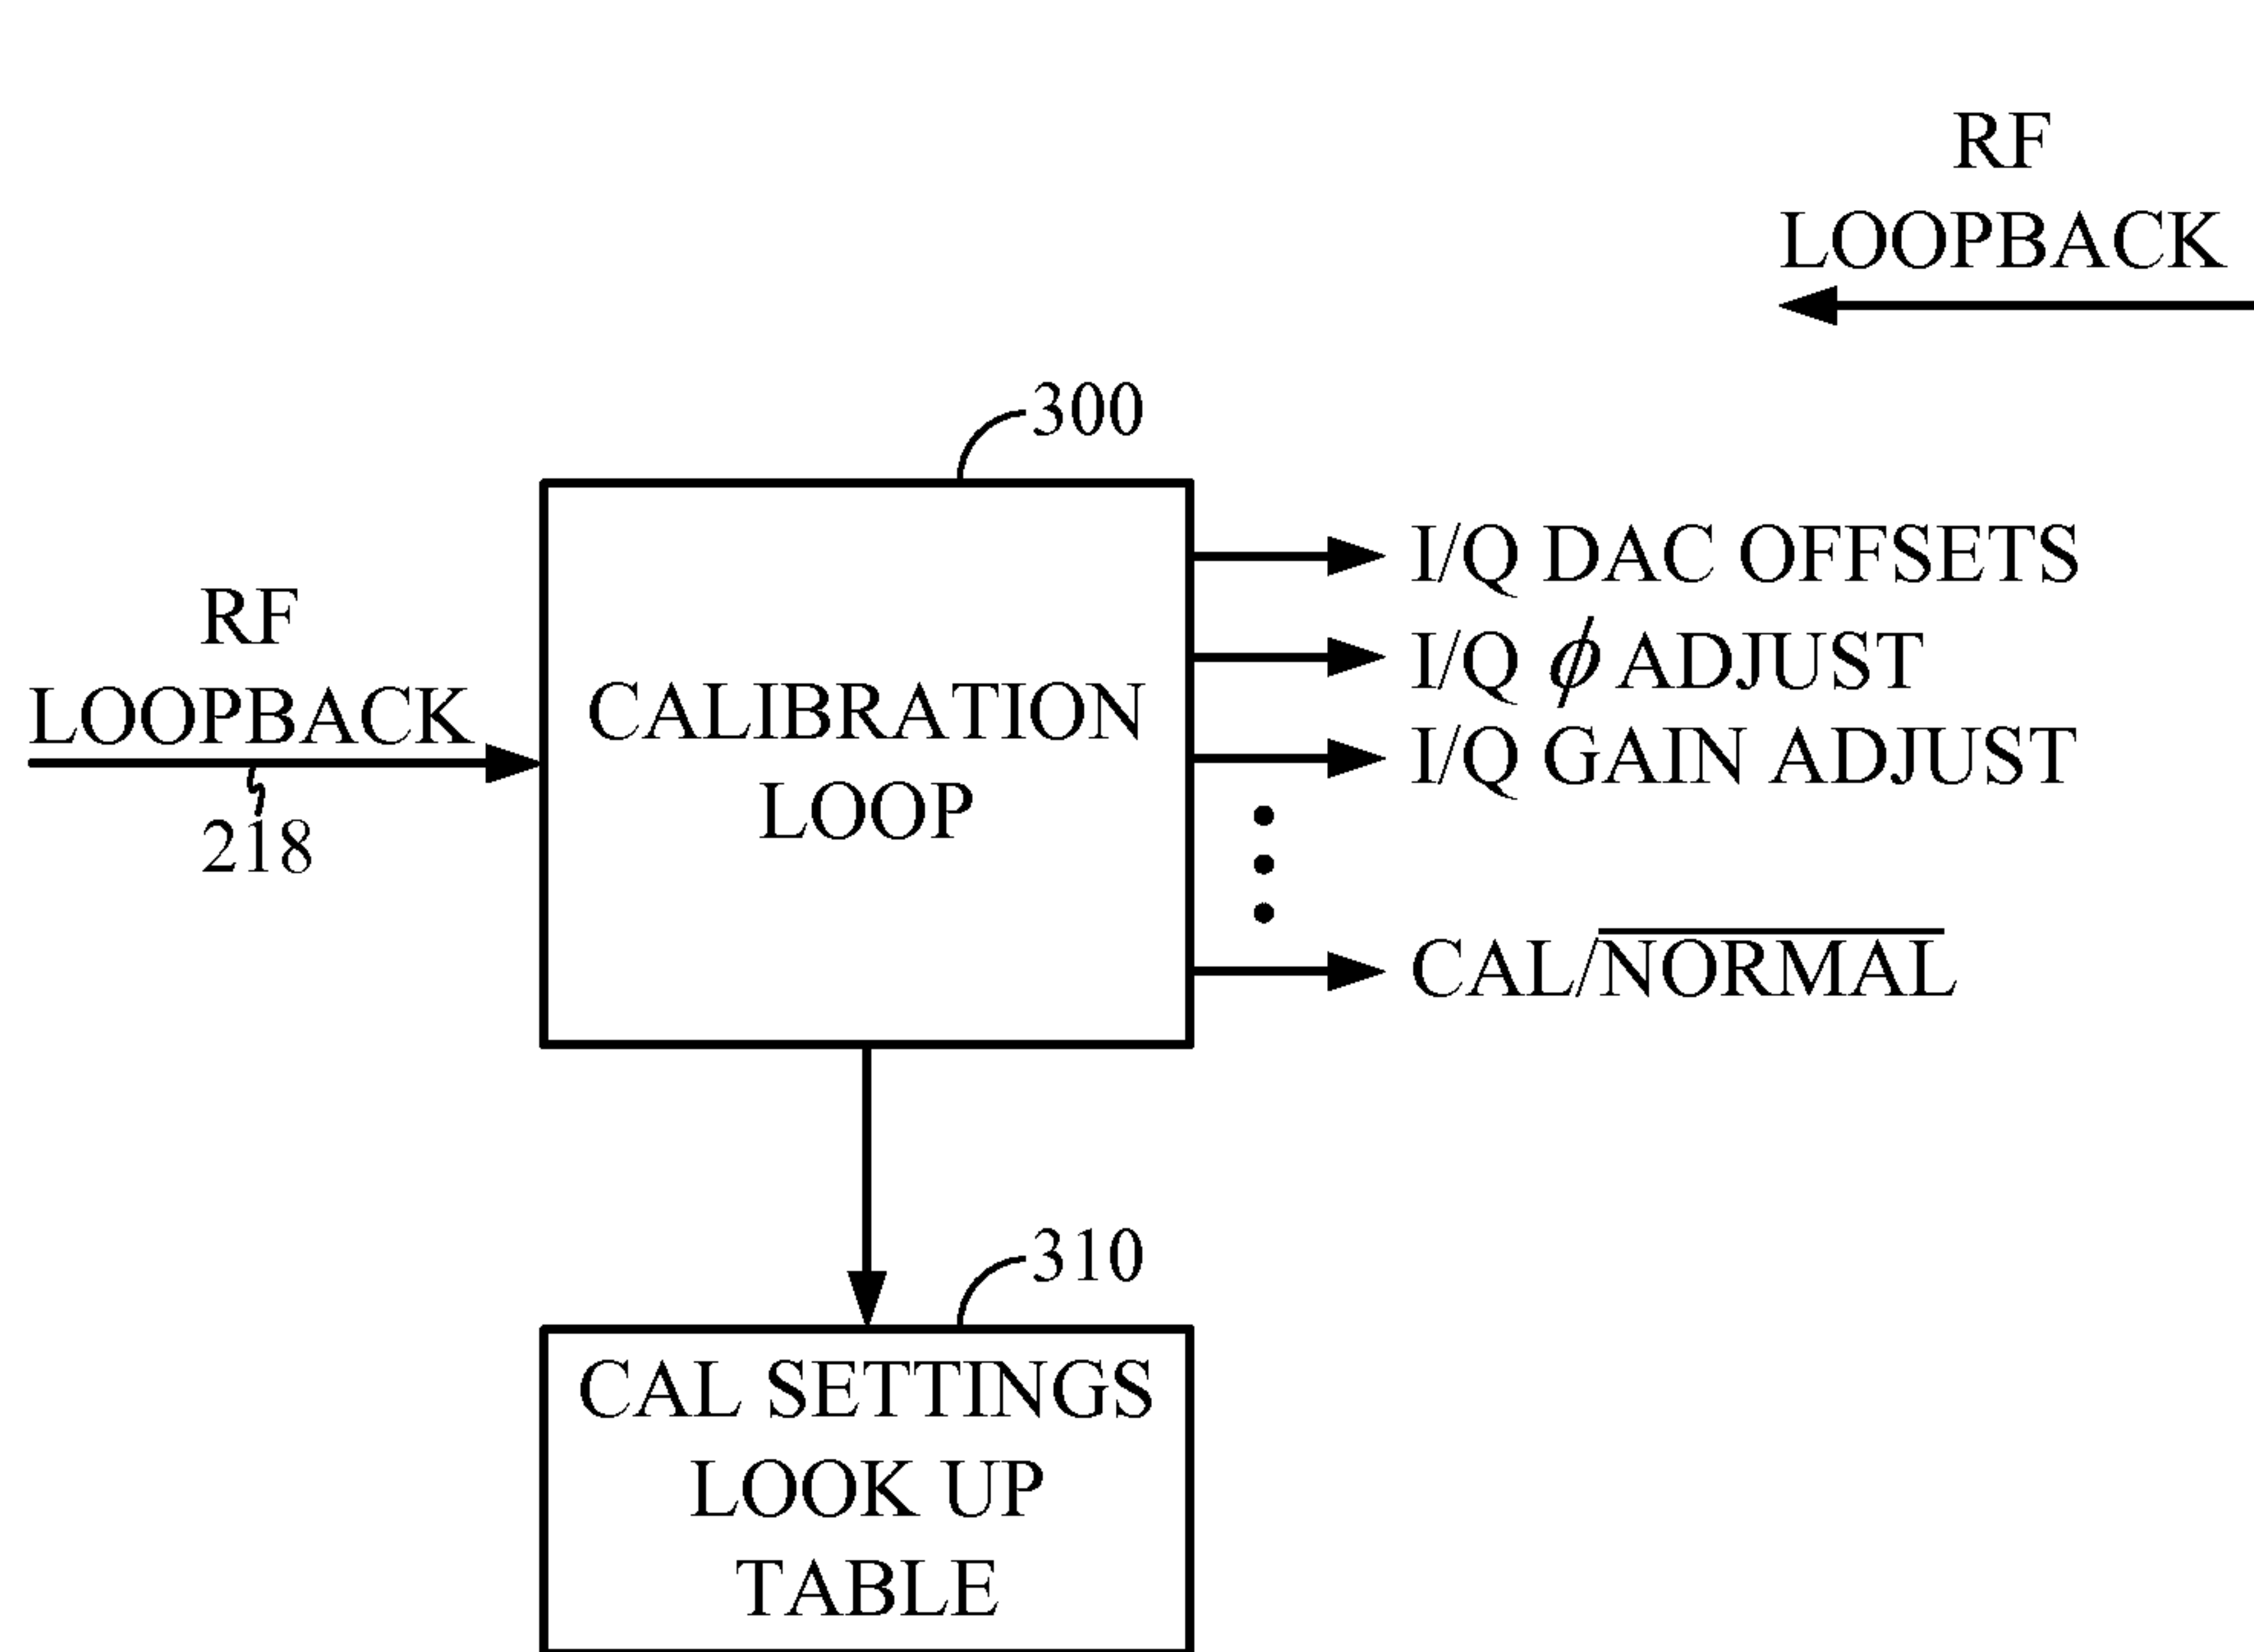 RF
LOOPBACK
300
I/Q DAC OFFSETS
I/Q ϕ ADJUST
I/Q GAIN ADJUST
CAL/N̅O̅R̅M̅A̅L̅
RF
LOOPBACK
218
CALIBRATION
LOOP
310
CAL SETTINGS
LOOK UP
TABLE